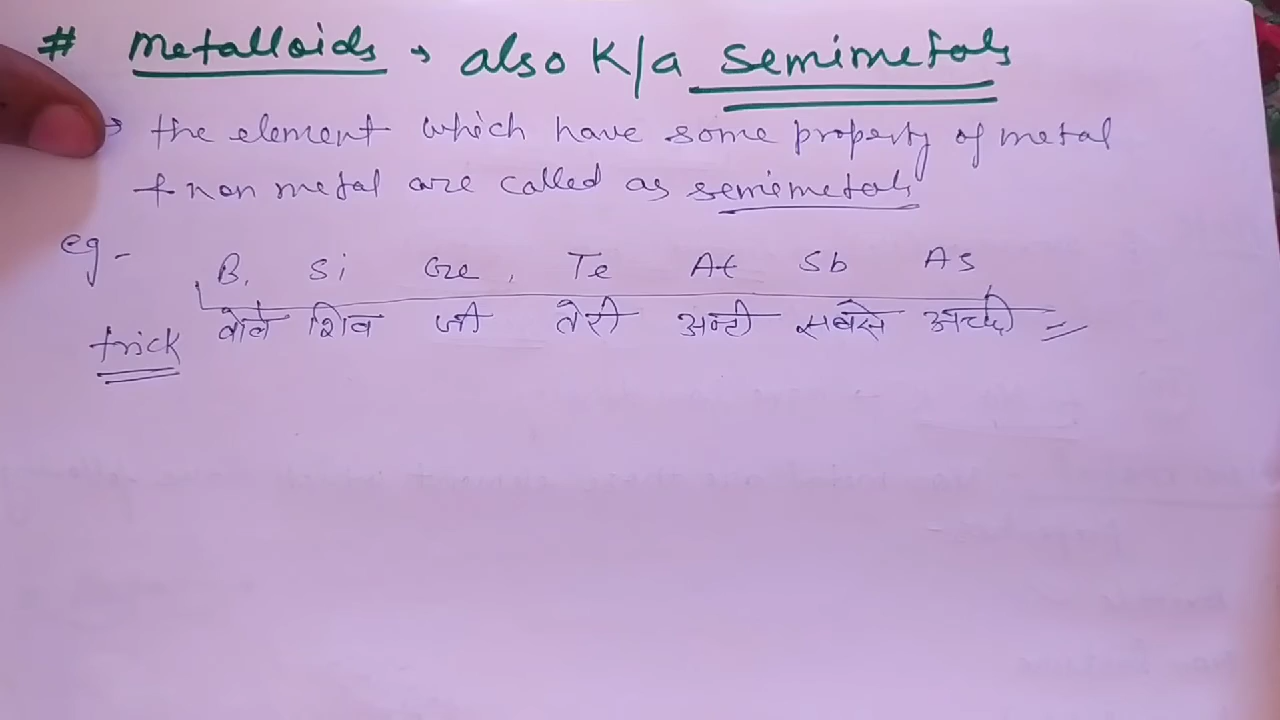 # Metalloids → also K/a semimetals
→ the element which have some property of metal
+ non metal are called as semimetals
eg- B, Si Ge, Te At Sb As
trick बोले शिव जी तेरी अन्टी सबसे अच्छी